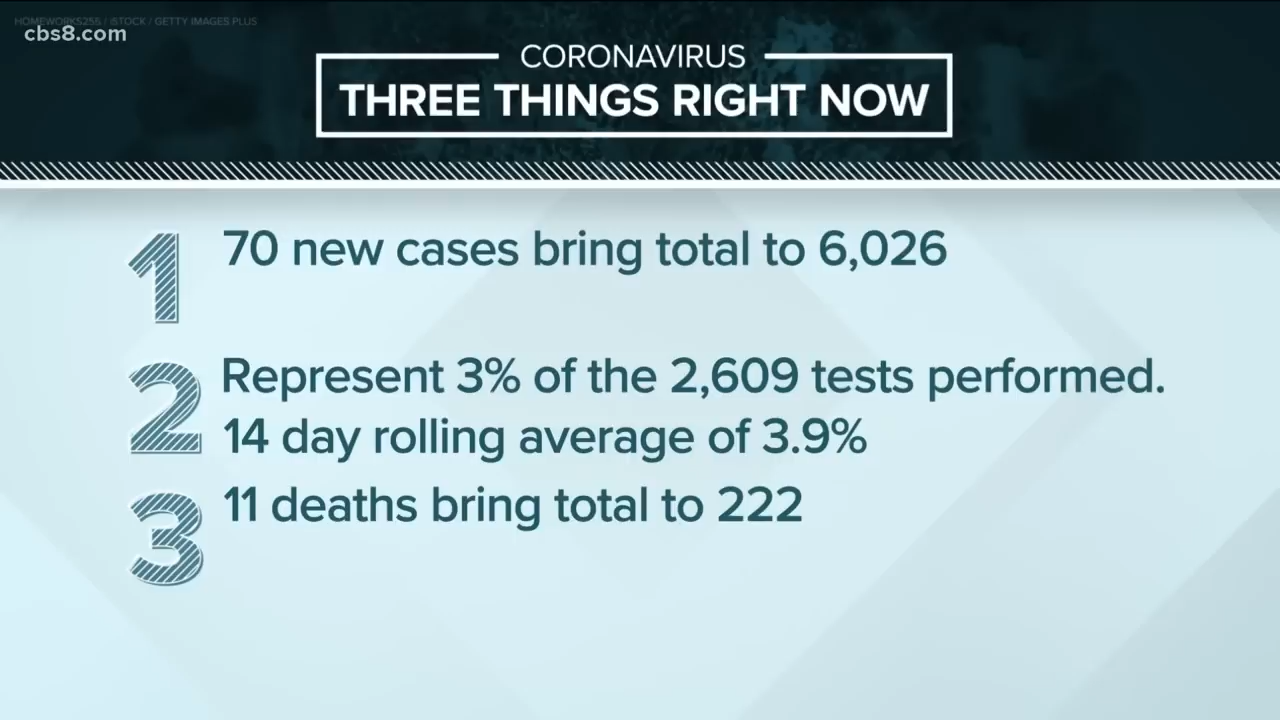 HOMEWORKS255 / iSTOCK / GETTY IMAGES PLUS
cbs8.com
CORONAVIRUS
THREE THINGS RIGHT NOW
1 70 new cases bring total to 6,026
2 Represent 3% of the 2,609 tests performed.
14 day rolling average of 3.9%
3 11 deaths bring total to 222